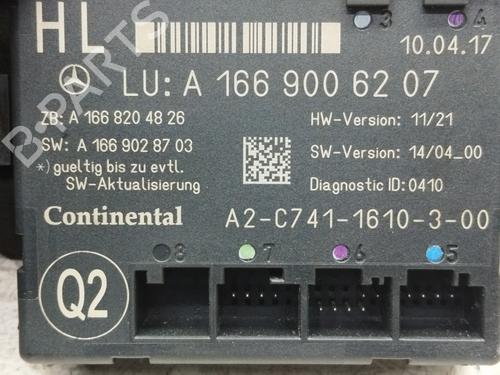 HL
3 4
10.04.17
LU: A 166 900 62 07
ZB: A 166 820 48 26
HW-Version: 11/21
SW: A 166 902 87 03
SW-Version: 14/04_00
*) gueltig bis zu evtl.
SW-Aktualisierung
Diagnostic ID: 0410
Continental
A2-C741-1610-3-00
8 7 6 5
Q2
B-PARTS